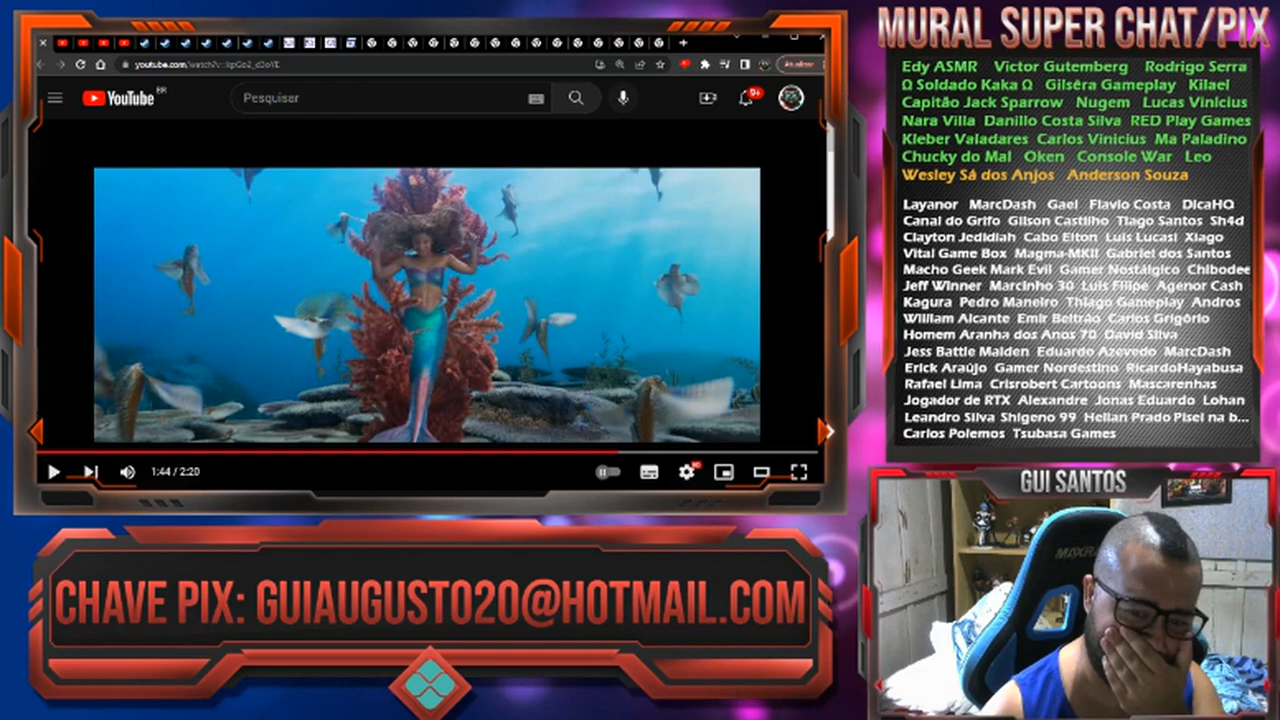 MURAL SUPER CHAT/PIX
Edy ASMR Victor Gutemberg Rodrigo Serra
Ω Soldado Kaka Ω Gilséra Gameplay Kilael
Capitão Jack Sparrow Nugem Lucas Vinicius
Nara Villa Danillo Costa Silva RED Play Games
Kleber Valadares Carlos Vinicius Ma Paladino
Chucky do Mal Oken Console War Leo
Wesley Sá dos Anjos Anderson Souza
Layanor MarcDash Gael Flavio Costa DicaHQ
Canal do Grifo Gilson Castilho Tiago Santos Sh4d
Clayton Jedidiah Cabo Elton Luis Lucasi Xiago
Vital Game Box Magma-MKII Gabriel dos Santos
Macho Geek Mark Evil Gamer Nostálgico Chibodee
Jeff Winner Marcinho 30 Luis Filipe Agenor Cash
Kagura Pedro Maneiro Thiago Gameplay Andros
William Alcante Emir Beltrão Carlos Grigório
Homem Aranha dos Anos 70 David Silva
Jess Battle Maiden Eduardo Azevedo MarcDash
Erick Araújo Gamer Nordestino RicardoHayabusa
Rafael Lima Crisrobert Cartoons Mascarenhas
Jogador de RTX Alexandre Jonas Eduardo Lohan
Leandro Silva Shigeno 99 Hellan Prado Pisei na b...
Carlos Polemos Tsubasa Games
Atualizar
YouTube BR
Pesquisar
9+
1:44 / 2:20
GUI SANTOS
CHAVE PIX: GUIAUGUSTO20@HOTMAIL.COM